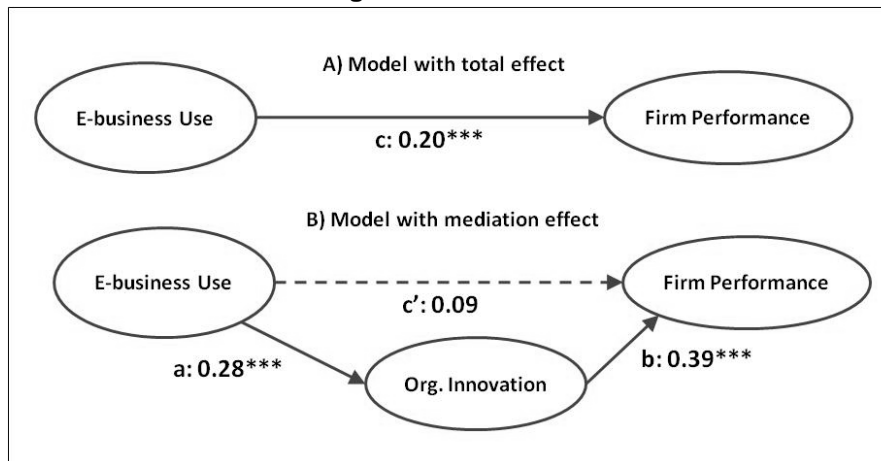 A) Model with total effect
E-business Use
Firm Performance
c: 0.20***
B) Model with mediation effect
E-business Use
Firm Performance
c’: 0.09
a: 0.28***
b: 0.39***
Org. Innovation